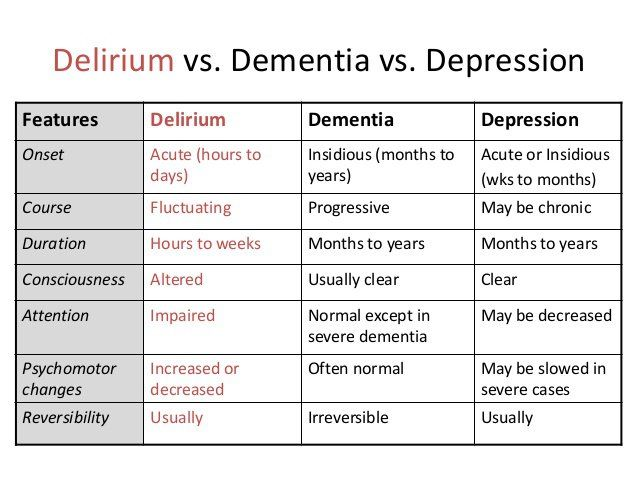 Delirium vs. Dementia vs. Depression
Features Delirium Dementia Depression
Onset Acute (hours to days) Insidious (months to years) Acute or Insidious (wks to months)
Course Fluctuating Progressive May be chronic
Duration Hours to weeks Months to years Months to years
Consciousness Altered Usually clear Clear
Attention Impaired Normal except in severe dementia May be decreased
Psychomotor changes Increased or decreased Often normal May be slowed in severe cases
Reversibility Usually Irreversible Usually